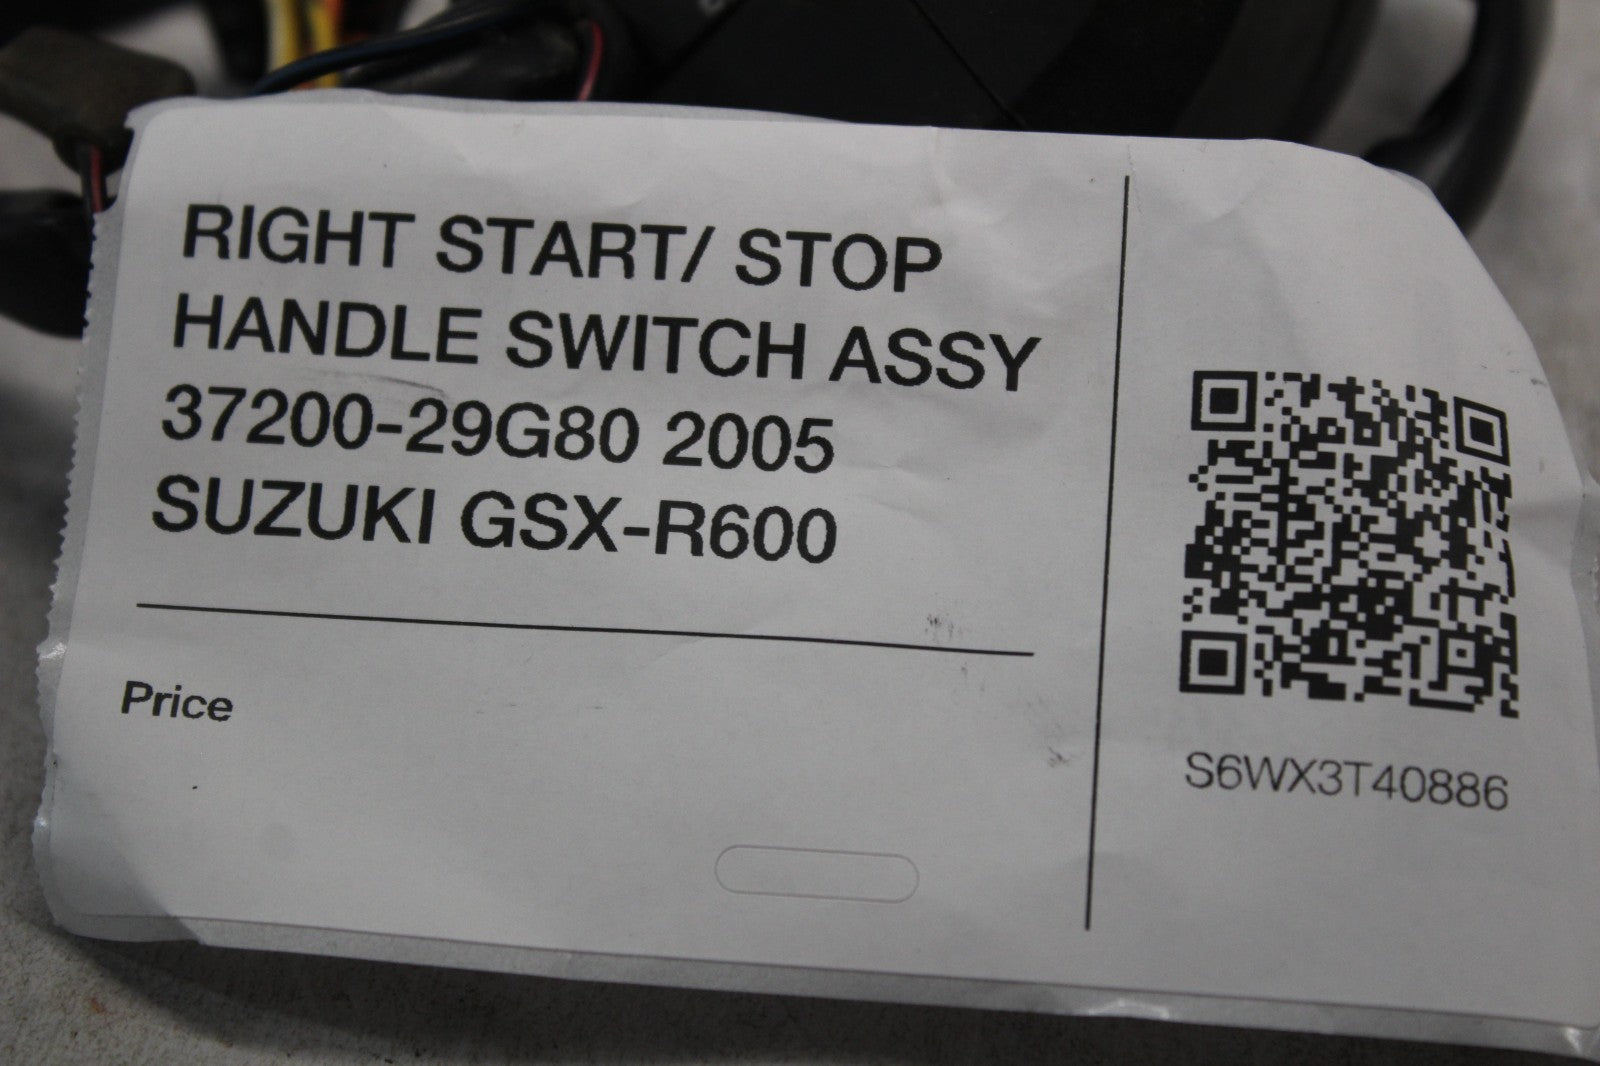 RIGHT START/ STOP
HANDLE SWITCH ASSY
37200-29G80 2005
SUZUKI GSX-R600
Price
S6WX3T40886